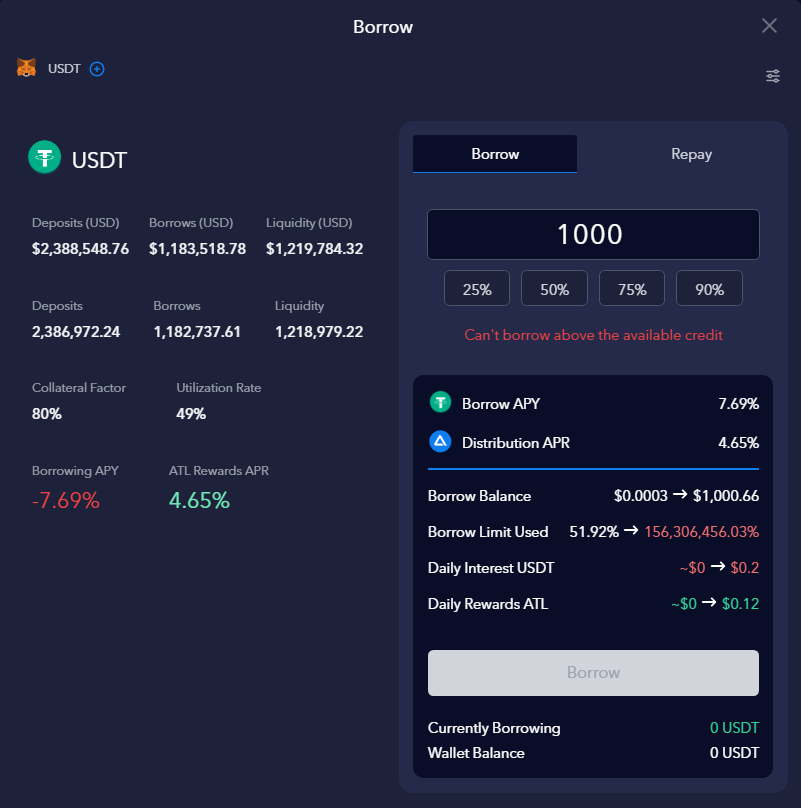 Borrow
USDT
USDT
Deposits (USD) Borrows (USD) Liquidity (USD)
$2,388,548.76 $1,183,518.78 $1,219,784.32
Deposits Borrows Liquidity
2,386,972.24 1,182,737.61 1,218,979.22
Collateral Factor Utilization Rate
80% 49%
Borrowing APY ATL Rewards APR
-7.69% 4.65%
Borrow Repay
1000
25% 50% 75% 90%
Can't borrow above the available credit
Borrow APY 7.69%
Distribution APR 4.65%
Borrow Balance $0.0003 → $1,000.66
Borrow Limit Used 51.92% → 156,306,456.03%
Daily Interest USDT ~$0 → $0.2
Daily Rewards ATL ~$0 → $0.12
Borrow
Currently Borrowing 0 USDT
Wallet Balance 0 USDT